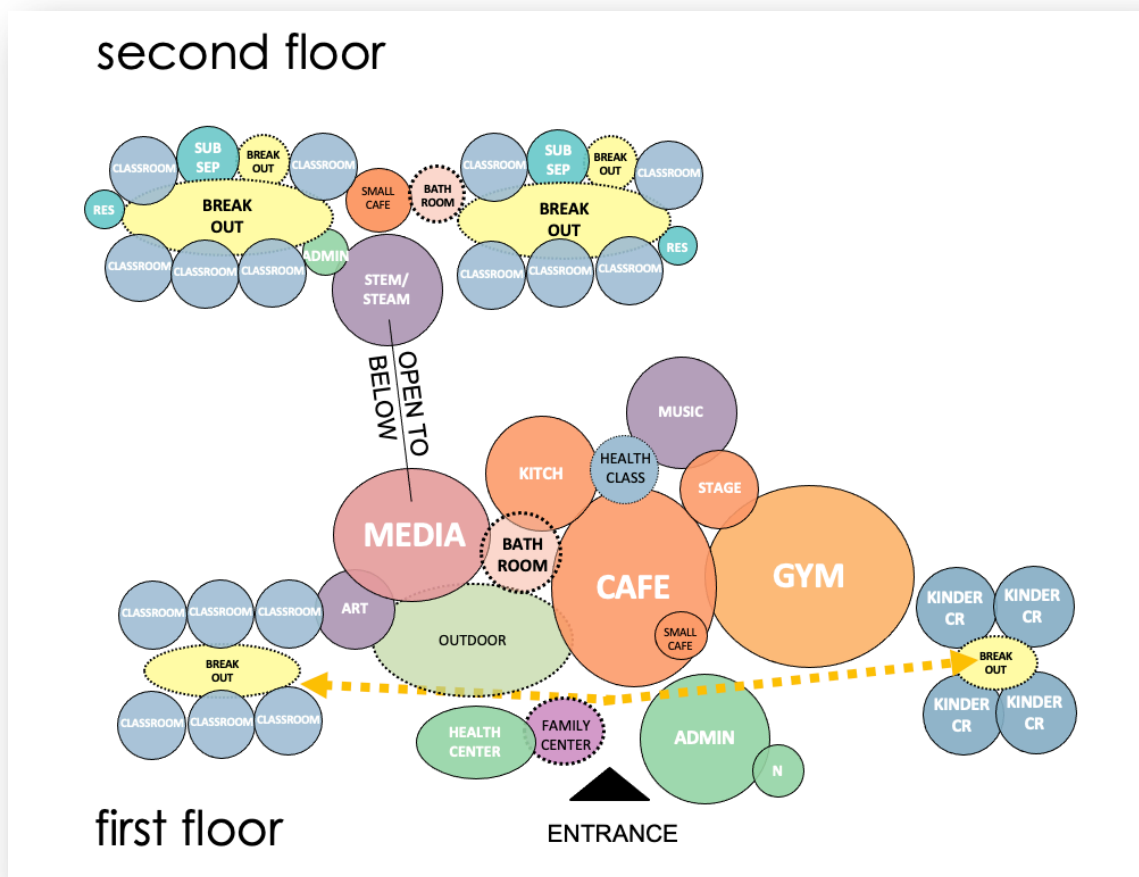 second floor
CLASSROOM
SUB
SEP
BREAK
OUT
CLASSROOM
RES
BREAK
OUT
SMALL
CAFE
BATH
ROOM
CLASSROOM
CLASSROOM
CLASSROOM
ADMIN
STEM/
STEAM
CLASSROOM
SUB
SEP
BREAK
OUT
CLASSROOM
BREAK
OUT
RES
CLASSROOM
CLASSROOM
CLASSROOM
OPEN TO
BELOW
MUSIC
KITCH
HEALTH
CLASS
STAGE
MEDIA
BATH
ROOM
CAFE
GYM
SMALL
CAFE
CLASSROOM
CLASSROOM
CLASSROOM
ART
OUTDOOR
BREAK
OUT
CLASSROOM
CLASSROOM
CLASSROOM
KINDER
CR
KINDER
CR
BREAK
OUT
KINDER
CR
KINDER
CR
HEALTH
CENTER
FAMILY
CENTER
ADMIN
N
first floor
ENTRANCE